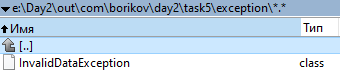 e:\Day2\out\com\borikov\day2\task5\exception\*.*
Имя Тип
[..]
InvalidDataException class